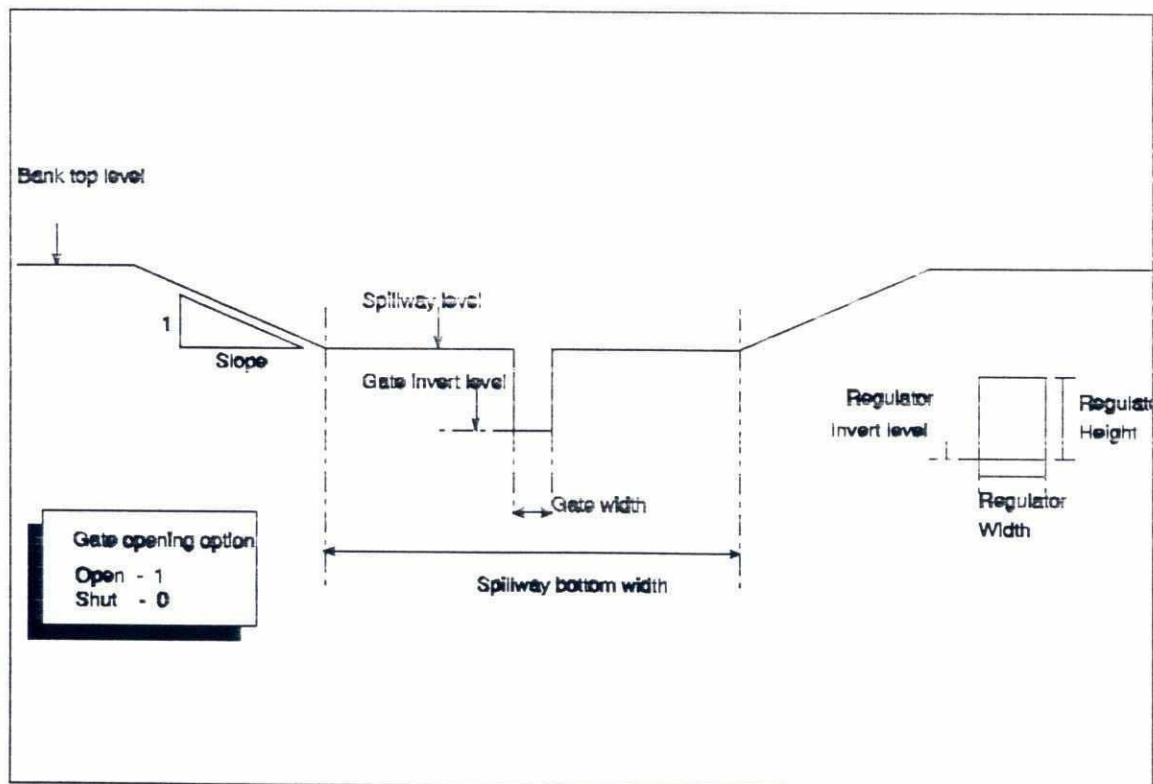 Bank top level
Spillway level
1
Slope
Gate invert level
Regulator
invert level
Regulato
Height
Gate width
Regulator
Width
Gate opening option
Open - 1
Shut - 0
Spillway bottom width